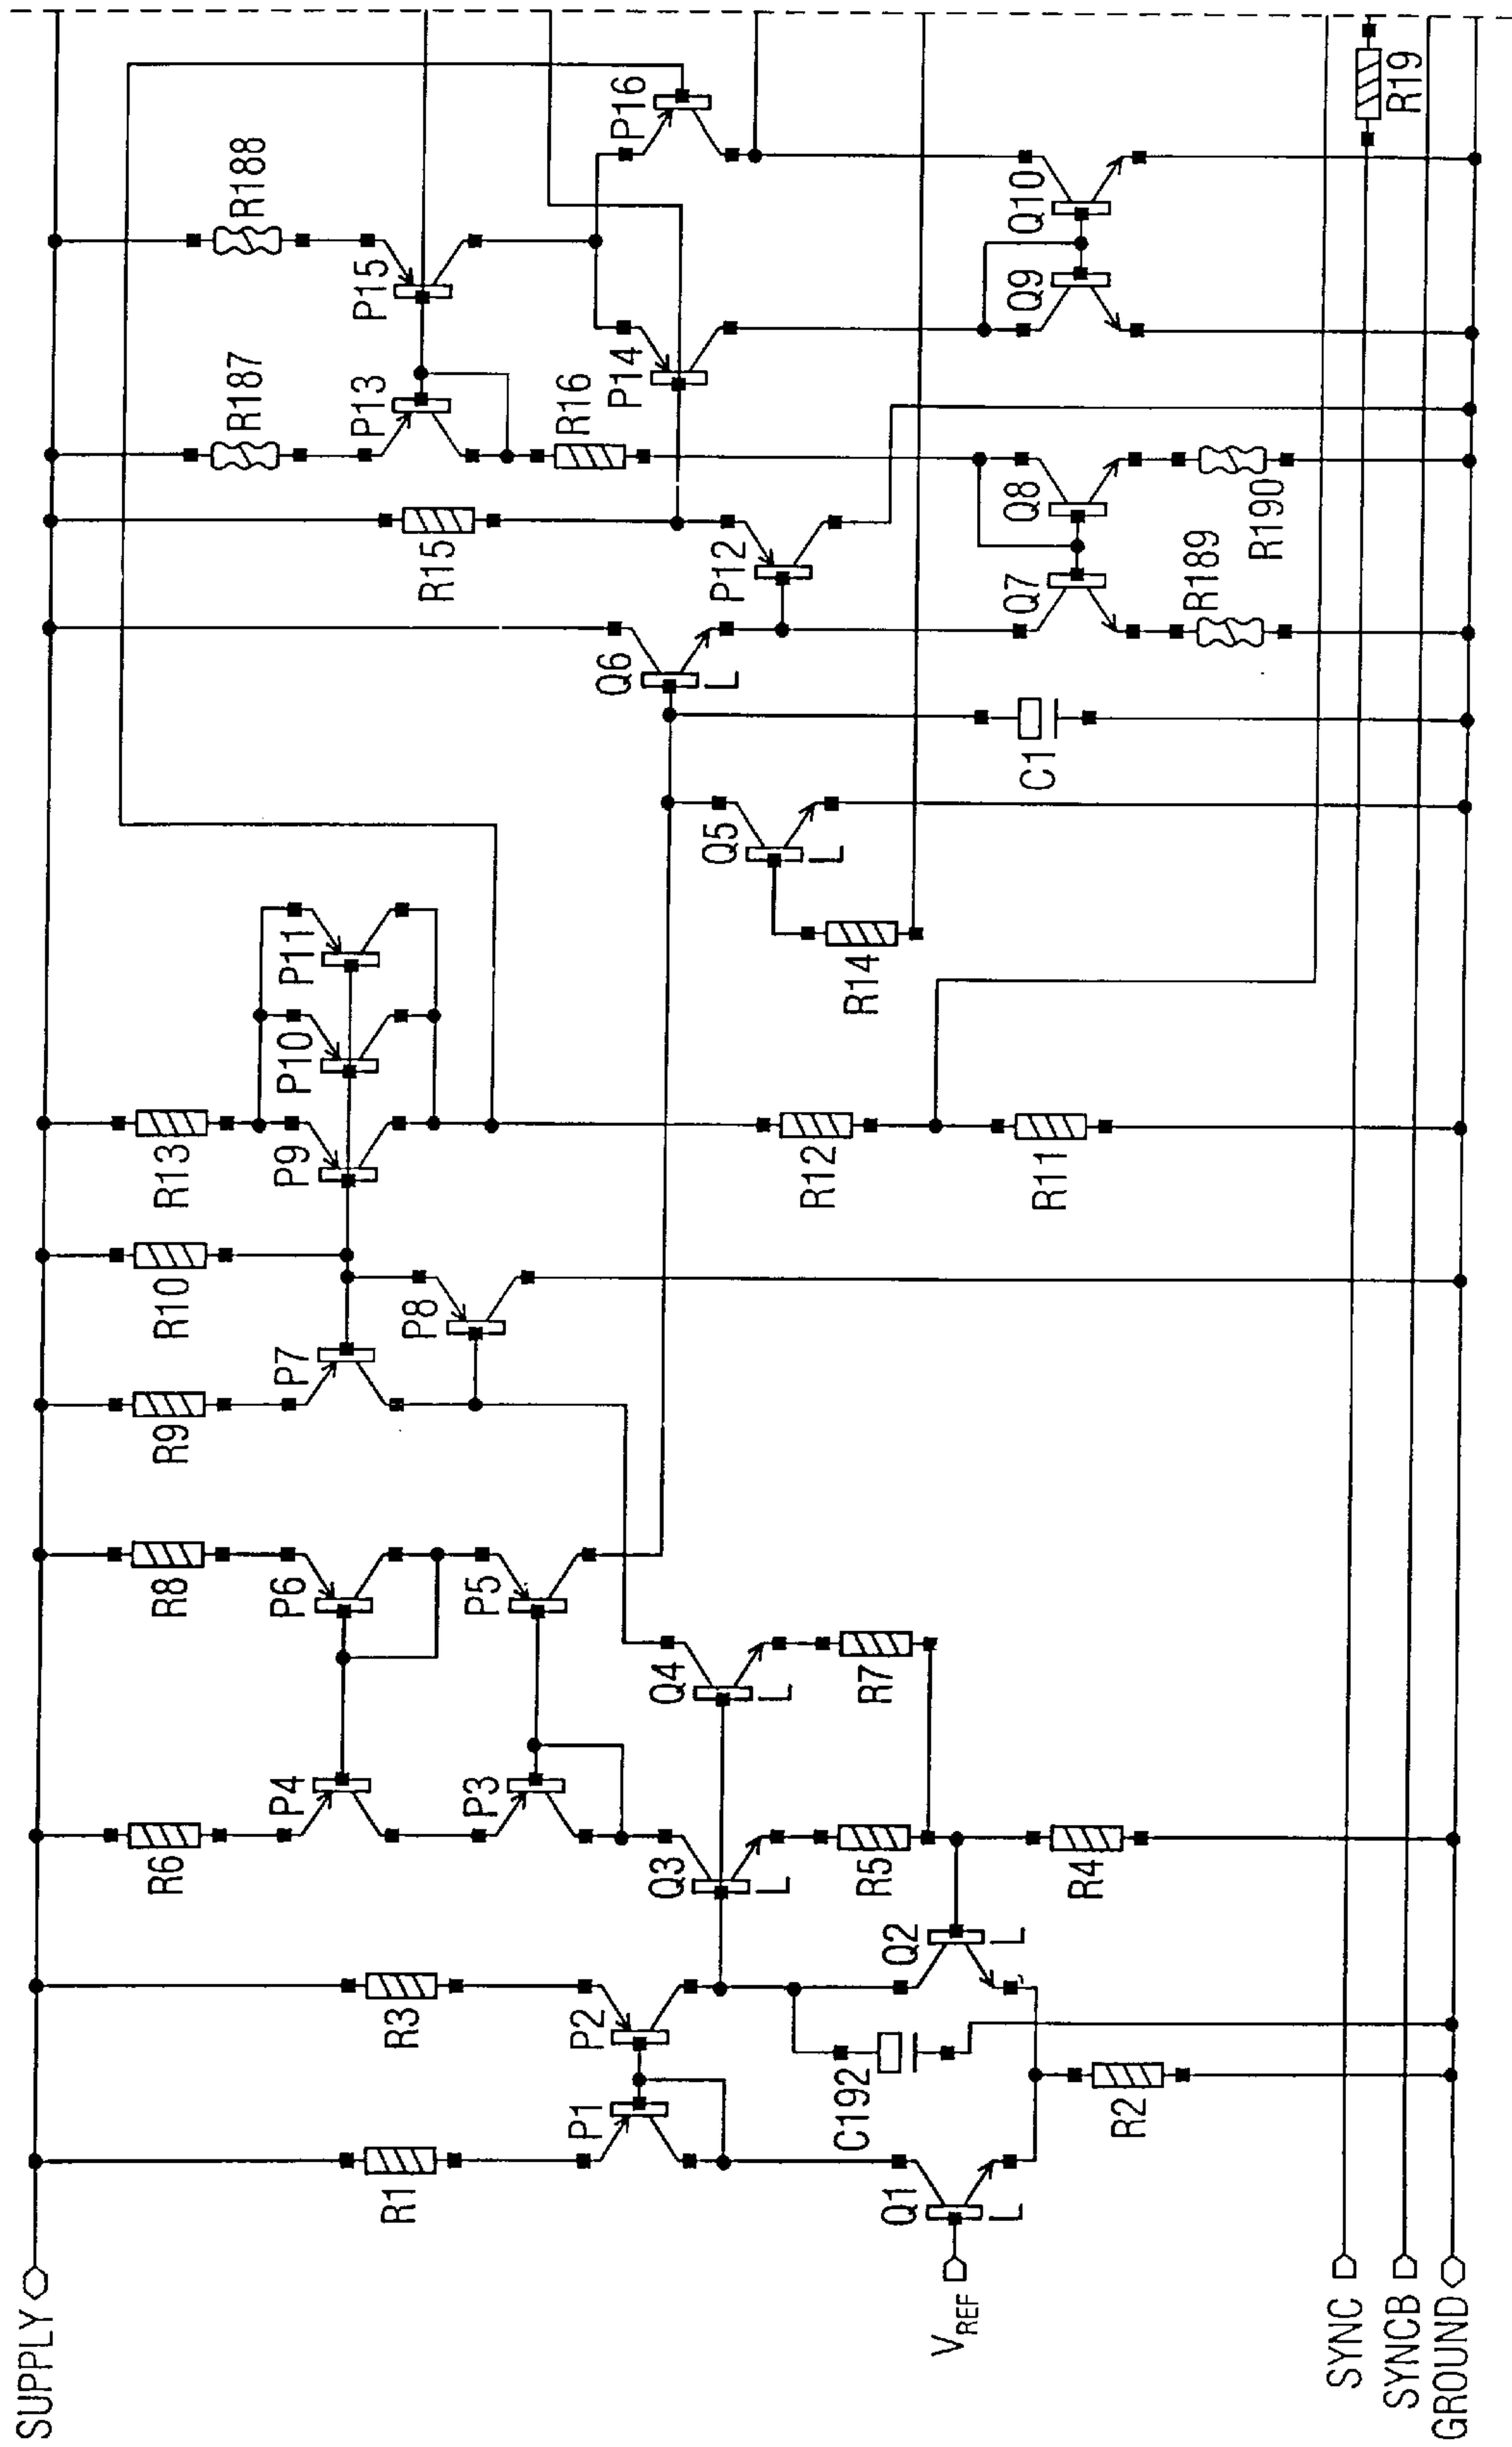 SUPPLY
R1
R3
P1
P2
C192
Q1
L
VREF
R2
Q2
L
R6
P4
P3
Q3
L
R5
R4
R8
P6
P5
Q4
L
R7
R9
P7
P8
R10
R13
P9
P10
P11
R12
R11
Q5
L
R14
C1
Q6
L
R15
P12
Q7
Q8
R189
R190
R187
P13
R16
R188
P15
P14
P16
Q9
Q10
R19
SYNC
SYNCB
GROUND